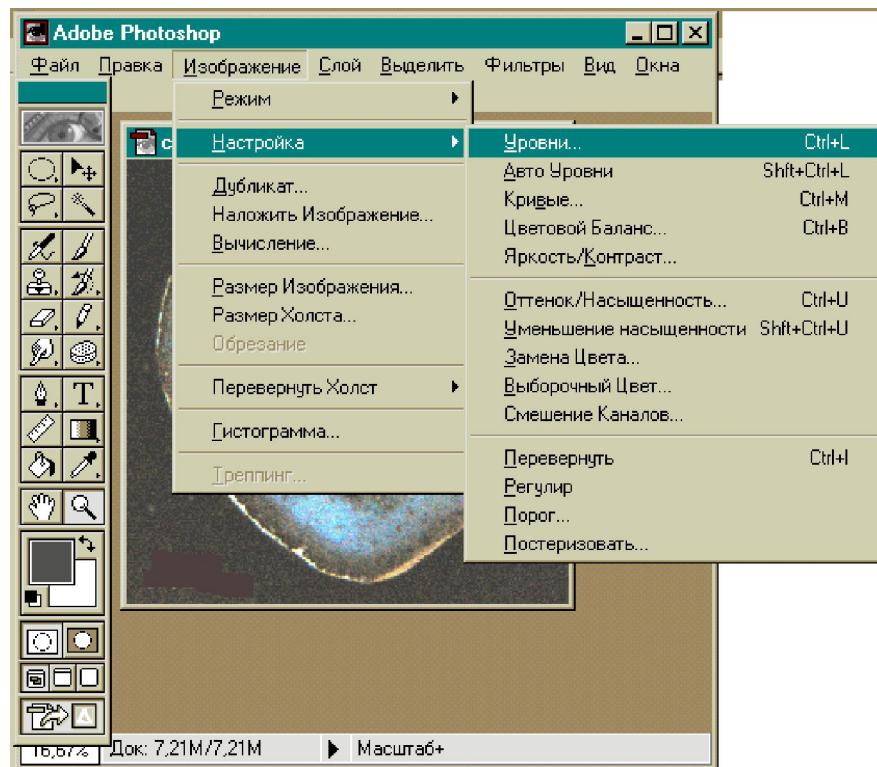 Adobe Photoshop
Файл Правка Изображение Слой Выделить Фильтры Вид Окна
Режим
Настройка
Дубликат...
Наложить Изображение...
Вычисление...
Размер Изображения...
Размер Холста...
Обрезание
Перевернуть Холст
Гистограмма...
Треппинг...
Уровни... Ctrl+L
Авто Уровни Shft+Ctrl+L
Кривые... Ctrl+M
Цветовой Баланс... Ctrl+B
Яркость/Контраст...
Оттенок/Насыщенность... Ctrl+U
Уменьшение насыщенности Shft+Ctrl+U
Замена Цвета...
Выборочный Цвет...
Смешение Каналов...
Перевернуть Ctrl+I
Регулир
Порог...
Постеризовать...
c
T
16,67% Док: 7,21M/7,21M Масштаб+